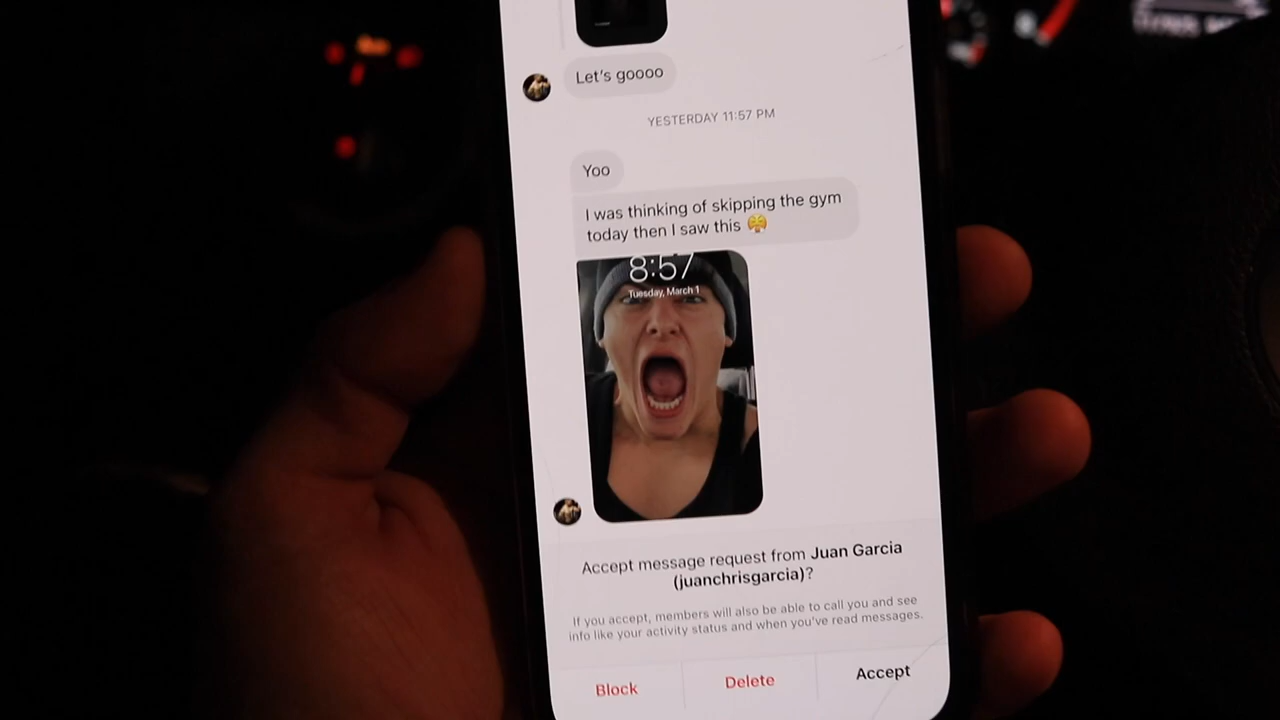 Let's goooo
YESTERDAY 11:57 PM
Yoo
I was thinking of skipping the gym
today then I saw this 😤
8:57
Tuesday, March 1
Accept message request from Juan Garcia
(juanchrisgarcia)?
If you accept, members will also be able to call you and see
info like your activity status and when you've read messages.
Block
Delete
Accept